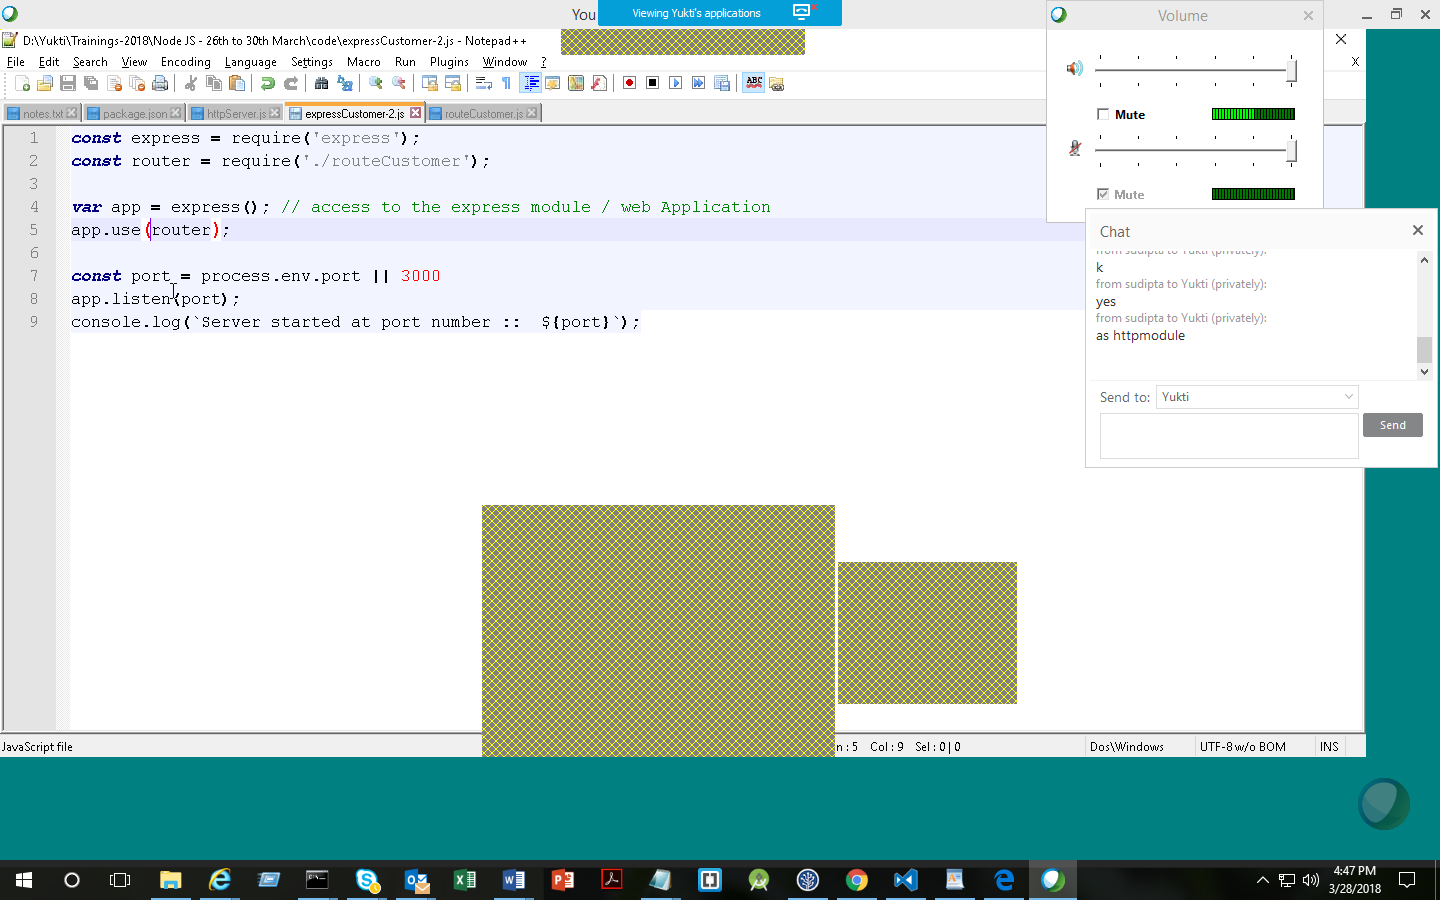 You
Viewing Yukti's applications
D:\Yukti\Trainings-2018\Node JS - 26th to 30th March\code\expressCustomer-2.js - Notepad++
File Edit Search View Encoding Language Settings Macro Run Plugins Window ?
X
notes.txt package.json httpServer.js expressCustomer-2.js routeCustomer.js
1 const express = require('express');
2 const router = require('./routeCustomer');
3
4 var app = express(); // access to the express module / web Application
5 app.use(router);
6
7 const port = process.env.port || 3000
8 app.listen(port);
9 console.log(`Server started at port number ::  ${port}`);
Volume
Mute
Mute
Chat
from sudipta to Yukti (privately):
k
from sudipta to Yukti (privately):
yes
from sudipta to Yukti (privately):
as httpmodule
Send to: Yukti
Send
JavaScript file
n : 5 Col : 9 Sel : 0 | 0
Dos\Windows
UTF-8 w/o BOM
INS
4:47 PM
3/28/2018